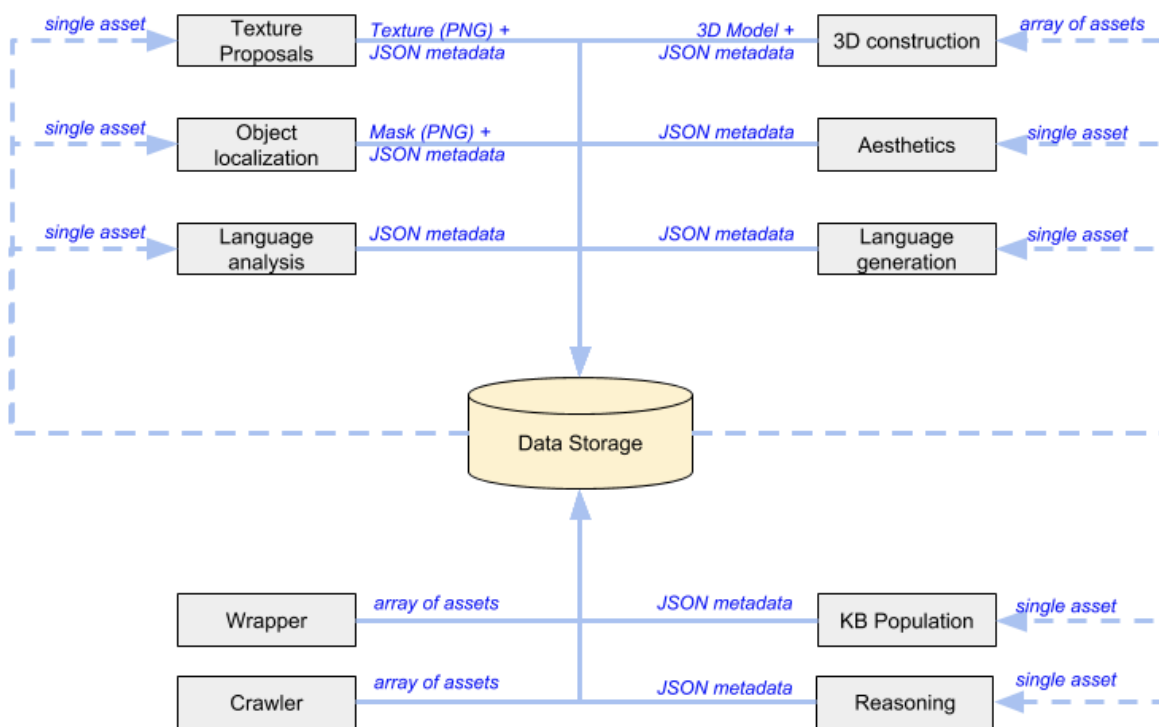 single asset
Texture
Proposals
Texture (PNG) +
JSON metadata
3D Model +
JSON metadata
3D construction
array of assets
single asset
Object
localization
Mask (PNG) +
JSON metadata
JSON metadata
Aesthetics
single asset
single asset
Language
analysis
JSON metadata
JSON metadata
Language
generation
single asset
Data Storage
Wrapper
array of assets
JSON metadata
KB Population
single asset
Crawler
array of assets
JSON metadata
Reasoning
single asset